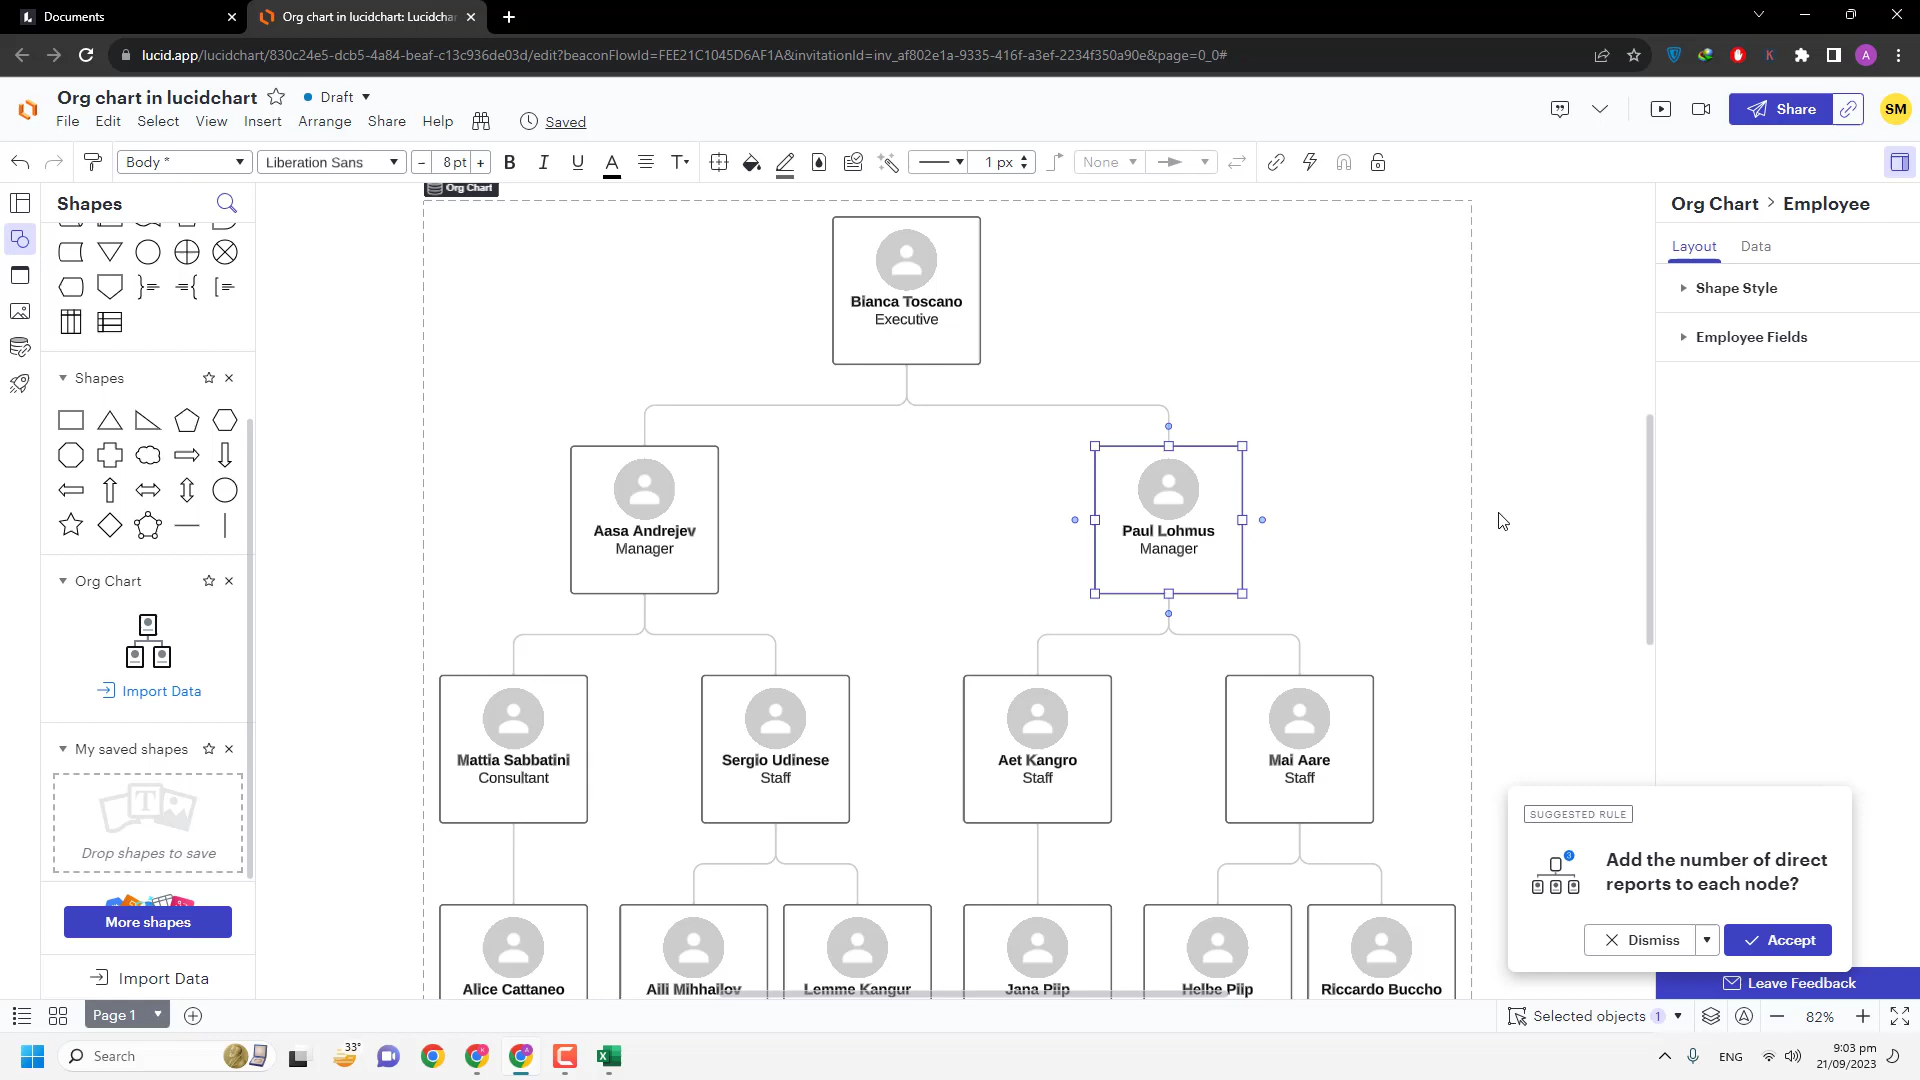 Documents
Org chart in lucidchart: Lucidchar
lucid.app/lucidchart/830c24e5-dcb5-4a84-beaf-c13c936de03d/edit?beaconFlowId=FEE21C1045D6AF1A&invitationId=inv_af802e1a-9335-416f-a3ef-2234f350a90e&page=0_0#
K
A
Org chart in lucidchart
Draft
File Edit Select View Insert Arrange Share Help
Saved
Share
SM
Body *
Liberation Sans
- 8 pt +
B I U A T
1 px
None
Shapes
Org Chart
Org Chart > Employee
Layout Data
Shape Style
Employee Fields
Bianca Toscano
Executive
Shapes
Aasa Andrejev
Manager
Paul Lohmus
Manager
Org Chart
Import Data
Mattia Sabbatini
Consultant
Sergio Udinese
Staff
Aet Kangro
Staff
Mai Aare
Staff
My saved shapes
T
Drop shapes to save
More shapes
Import Data
SUGGESTED RULE
3
Add the number of direct
reports to each node?
Dismiss
Accept
Leave Feedback
Alice Cattaneo
Aili Mihhailov
Lemme Kangur
Jana Piip
Helbe Piip
Riccardo Buccho
Page 1
Selected objects 1
82%
Search
33°
ENG
9:03 pm
21/09/2023